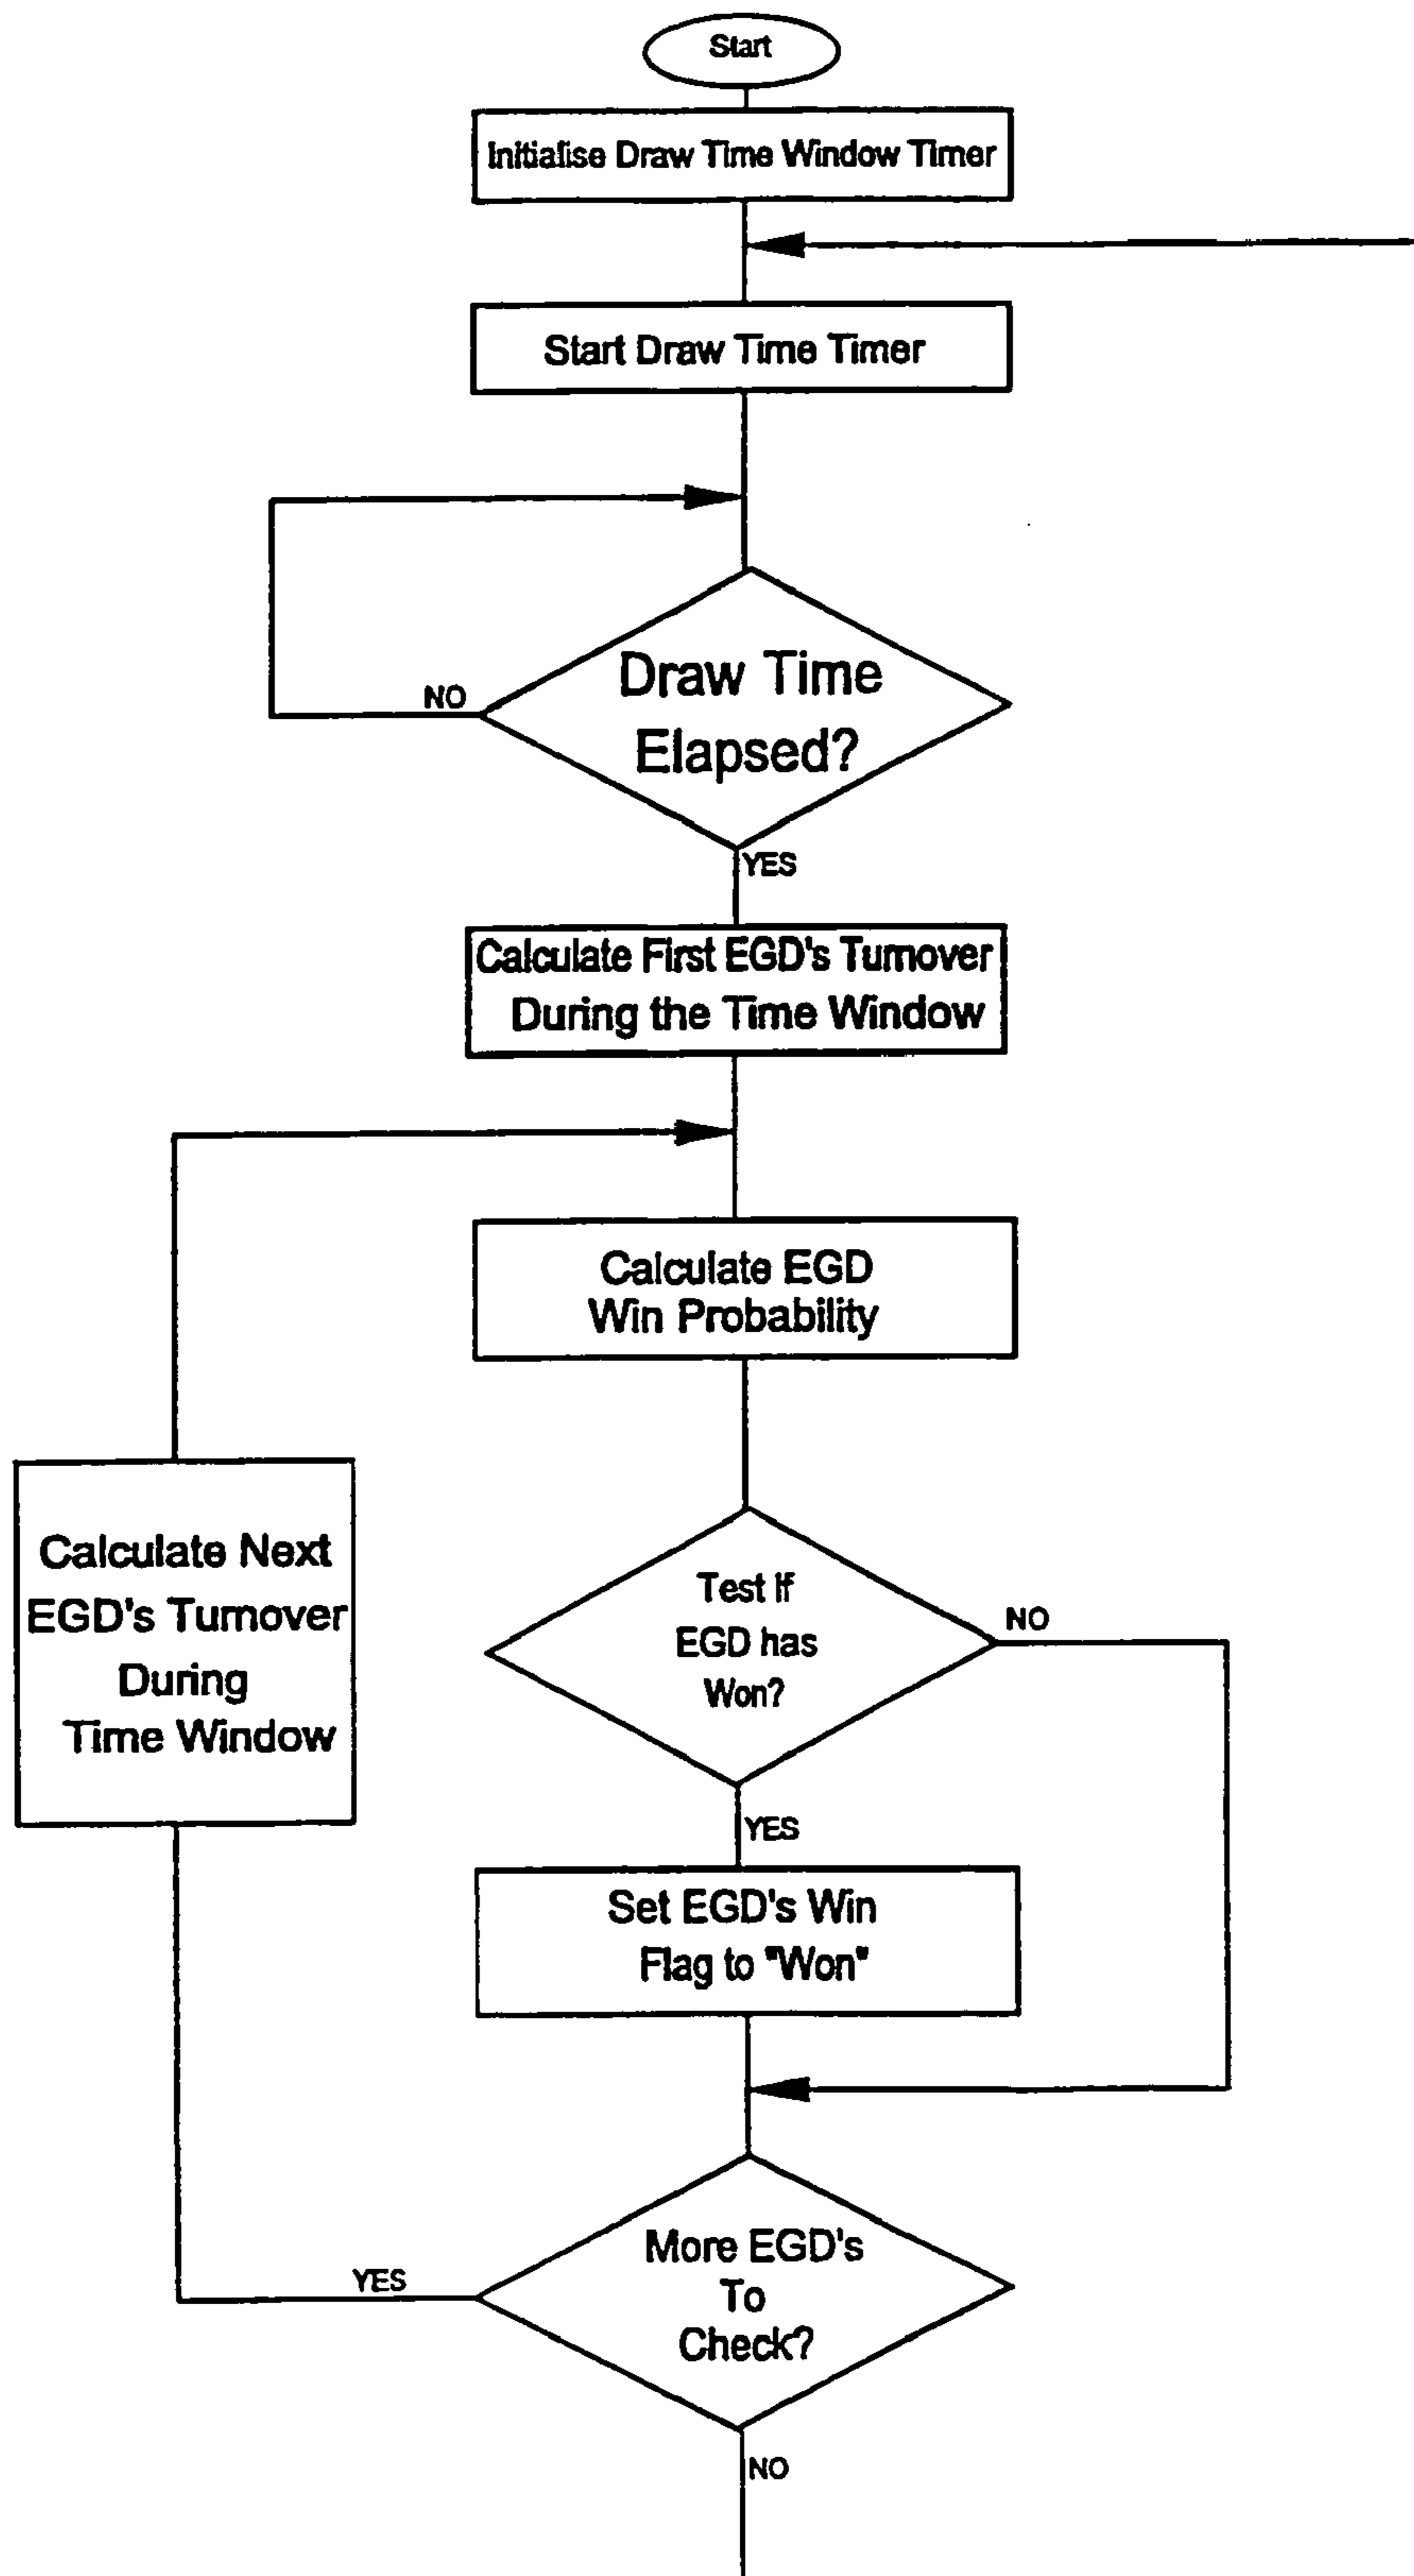 Start
Initialise Draw Time Window Timer
Start Draw Time Timer
Draw Time
Elapsed?
NO
YES
Calculate First EGD's Turnover
During the Time Window
Calculate EGD
Win Probability
Calculate Next
EGD's Turnover
During
Time Window
Test if
EGD has
Won?
NO
YES
Set EGD's Win
Flag to "Won"
More EGD's
To
Check?
YES
NO